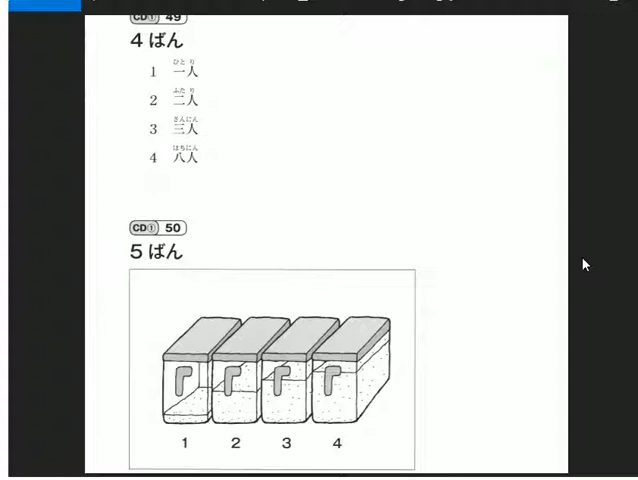 CD① 49
4ばん
1 一人
ひとり
2 二人
ふたり
3 三人
さんにん
4 八人
はちにん
CD① 50
5ばん
1 2 3 4